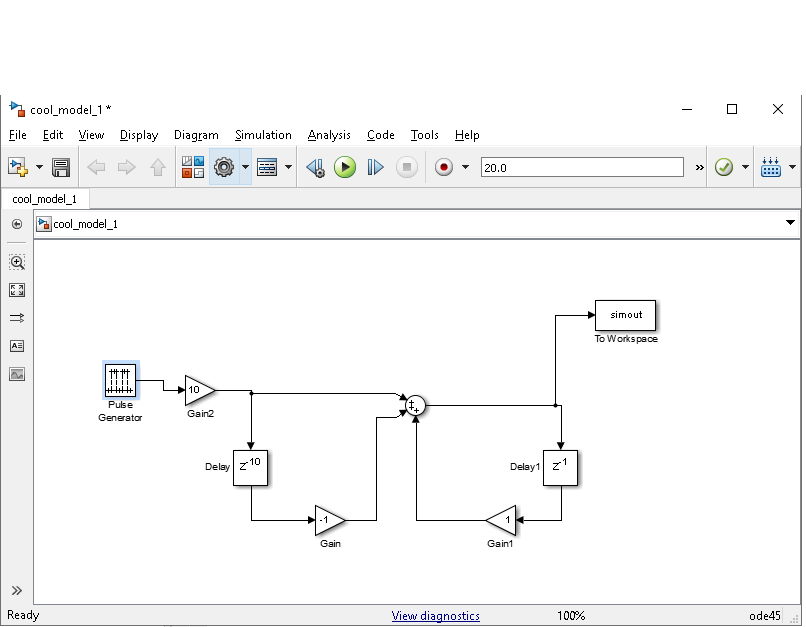 cool_model_1 *
File Edit View Display Diagram Simulation Analysis Code Tools Help
20.0
»
cool_model_1
cool_model_1
simout
To Workspace
Pulse
Generator
10
Gain2
Delay
z-10
-1
Gain
Delay1
z-1
1
Gain1
Ready View diagnostics 100% ode45